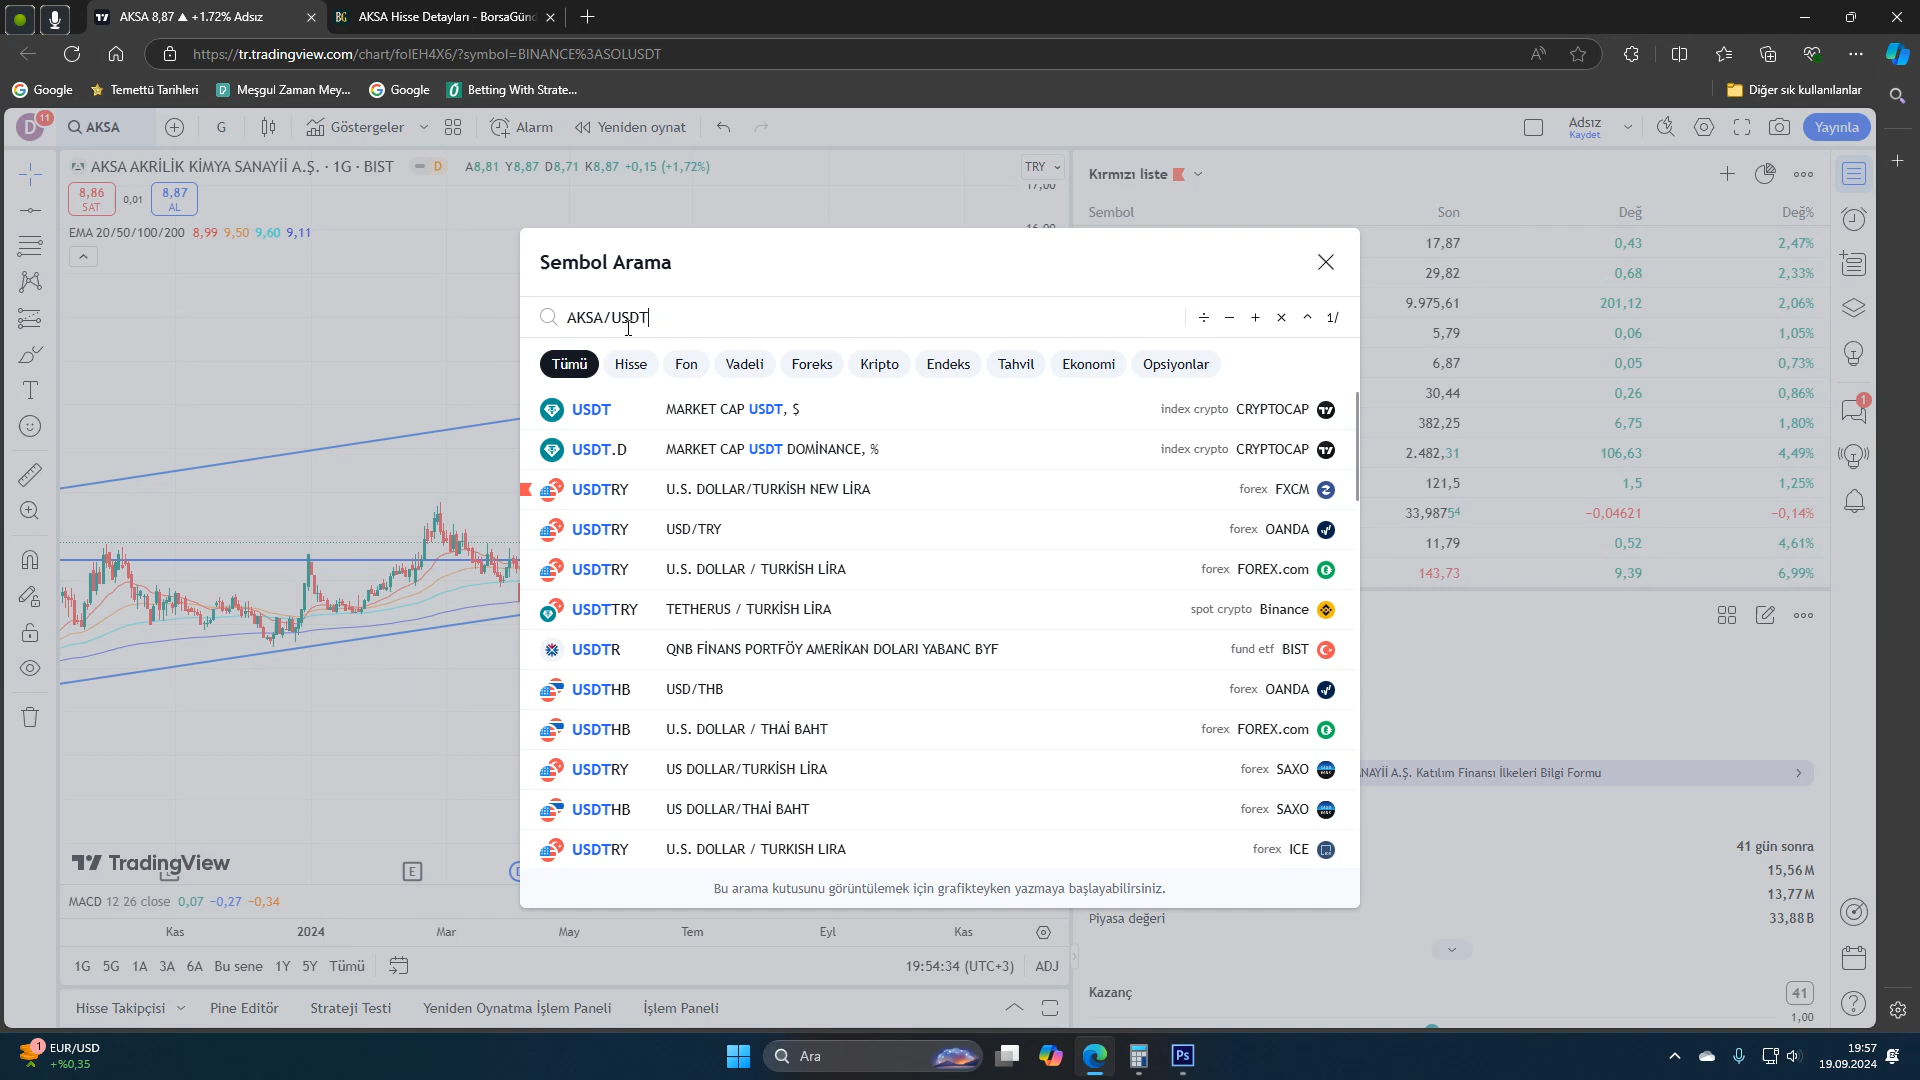 AKSA 8,87 ▲ +1.72% Adsız
AKSA Hisse Detayları - BorsaGünd
https://tr.tradingview.com/chart/folEH4X6/?symbol=BINANCE%3ASOLUSDT
Google
Temettü Tarihleri
Meşgul Zaman Mey...
Google
Betting With Strate...
Diğer sık kullanılanlar
D 11
AKSA
G
Göstergeler
Alarm
Yeniden oynat
Adsız
Kaydet
Yayınla
AKSA AKRİLİK KİMYA SANAYİİ A.Ş. · 1G · BIST
D
A8,81 Y8,87 D8,71 K8,87 +0,15 (+1,72%)
TRY
17,00
8,86
SAT
0,01
8,87
AL
EMA 20/50/100/200 8,99 9,50 9,60 9,11
Kırmızı liste
Sembol Son Değ Değ%
17,87 0,43 2,47%
29,82 0,68 2,33%
9.975,61 201,12 2,06%
5,79 0,06 1,05%
6,87 0,05 0,73%
30,44 0,26 0,86%
382,25 6,75 1,80%
2.482,31 106,63 4,49%
121,5 1,5 1,25%
33,98754 −0,04621 −0,14%
11,79 0,52 4,61%
143,73 9,39 6,99%
1
Sembol Arama
AKSA/USDT
÷ − + × ^ 1/
Tümü Hisse Fon Vadeli Foreks Kripto Endeks Tahvil Ekonomi Opsiyonlar
USDT MARKET CAP USDT, $ index crypto CRYPTOCAP
USDT.D MARKET CAP USDT DOMİNANCE, % index crypto CRYPTOCAP
USDTRY U.S. DOLLAR/TURKİSH NEW LİRA forex FXCM
USDTRY USD/TRY forex OANDA
USDTRY U.S. DOLLAR / TURKİSH LİRA forex FOREX.com
USDTTRY TETHERUS / TURKİSH LİRA spot crypto Binance
USDTR QNB FİNANS PORTFÖY AMERİKAN DOLARI YABANC BYF fund etf BIST
USDTHB USD/THB forex OANDA
USDTHB U.S. DOLLAR / THAİ BAHT forex FOREX.com
USDTRY US DOLLAR/TURKİSH LİRA forex SAXO
USDTHB US DOLLAR/THAİ BAHT forex SAXO
USDTRY U.S. DOLLAR / TURKISH LIRA forex ICE
Bu arama kutusunu görüntülemek için grafikteyken yazmaya başlayabilirsiniz.
A.Ş. Katılım Finansı İlkeleri Bilgi Formu
41 gün sonra
15,56M
13,77M
Piyasa değeri 33,88B
Kazanç
41
1,00
TradingView
E
MACD 12 26 close 0,07 −0,27 −0,34
Kas 2024 Mar May Tem Eyl Kas
1G 5G 1A 3A 6A Bu sene 1Y 5Y Tümü
19:54:34 (UTC+3) ADJ
Hisse Takipçisi Pine Editör Strateji Testi Yeniden Oynatma İşlem Paneli İşlem Paneli
1
EUR/USD
+%0,35
Ara
Ps
19:57
19.09.2024